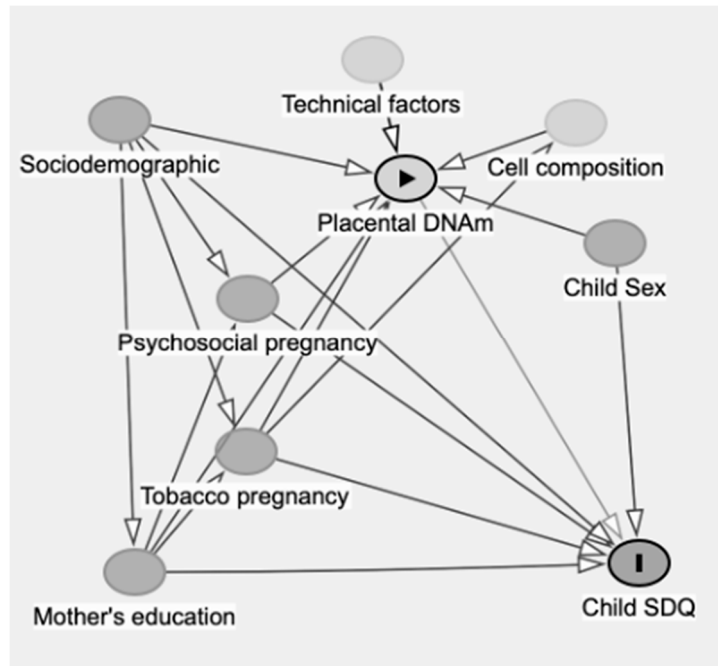 Technical factors
Sociodemographic
Cell composition
Placental DNAm
Child Sex
Psychosocial pregnancy
Tobacco pregnancy
Child SDQ
Mother's education